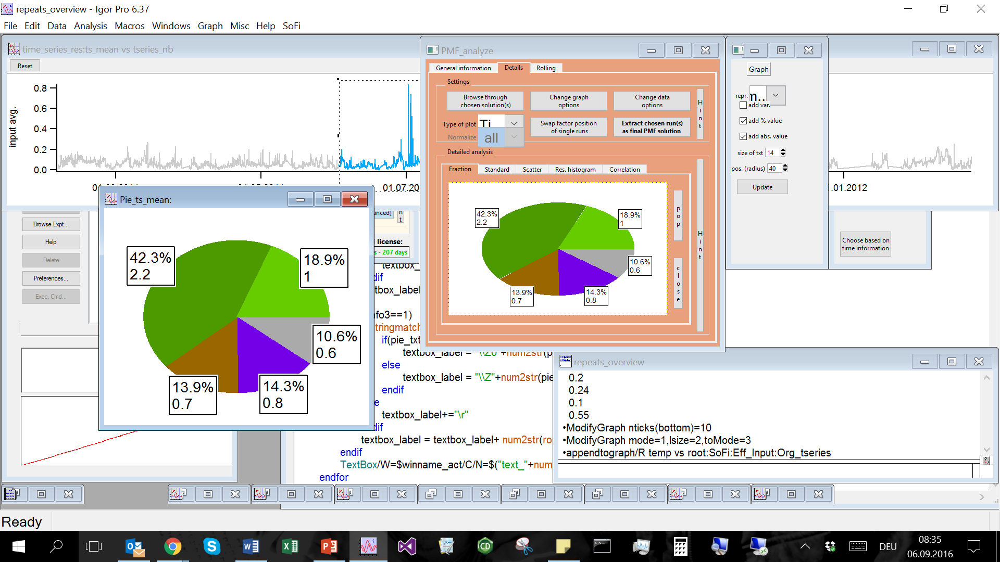 repeats_overview - Igor Pro 6.37
File Edit Data Analysis Macros Windows Graph Misc Help SoFi
time_series_res:ts_mean vs tseries_nb
Reset
input avg.
0.8
0.6
0.4
0.2
0.0
01.07.20
.01.2012
PMF_analyze
General information Details Rolling
Settings
Browse through
chosen solution(s)
Change graph
options
Change data
options
Type of plot Ti
Swap factor position
of single runs
Extract chosen run(s)
as final PMF solution
Normalize all
Hint
Detailed analysis
Fraction Standard Scatter Res. histogram Correlation
42.3%
2.2
18.9%
1
10.6%
0.6
14.3%
0.8
13.9%
0.7
pop
close
Hint
Graph
repr. m..
add var.
add % value
add abs. value
size of txt 14
pos. (radius) 40
Update
Choose based on
time information
Pie_ts_mean:
42.3%
2.2
18.9%
1
10.6%
0.6
14.3%
0.8
13.9%
0.7
Browse Expt...
Help
Delete
Preferences...
Exec. Cmd...
anced)
license:
s - 207 days
textbox_
dif
tbox_label
nfo3==1)
tringmatch
if(pie_txt
textbox_label = "\\Z0"+num2str(p
else
textbox_label = "\\Z"+num2str(pie
endif
e
textbox_label+="\r"
dif
textbox_label = textbox_label+ num2str(ro
endif
TextBox/W=$winname_act/C/N=$("text_"+num
endfor
repeats_overview
0.2
0.24
0.1
0.55
•ModifyGraph nticks(bottom)=10
•ModifyGraph mode=1,lsize=2,toMode=3
•appendtograph/R temp vs root:SoFi:Eff_Input:Org_tseries
Ready
DEU
08:35
06.09.2016